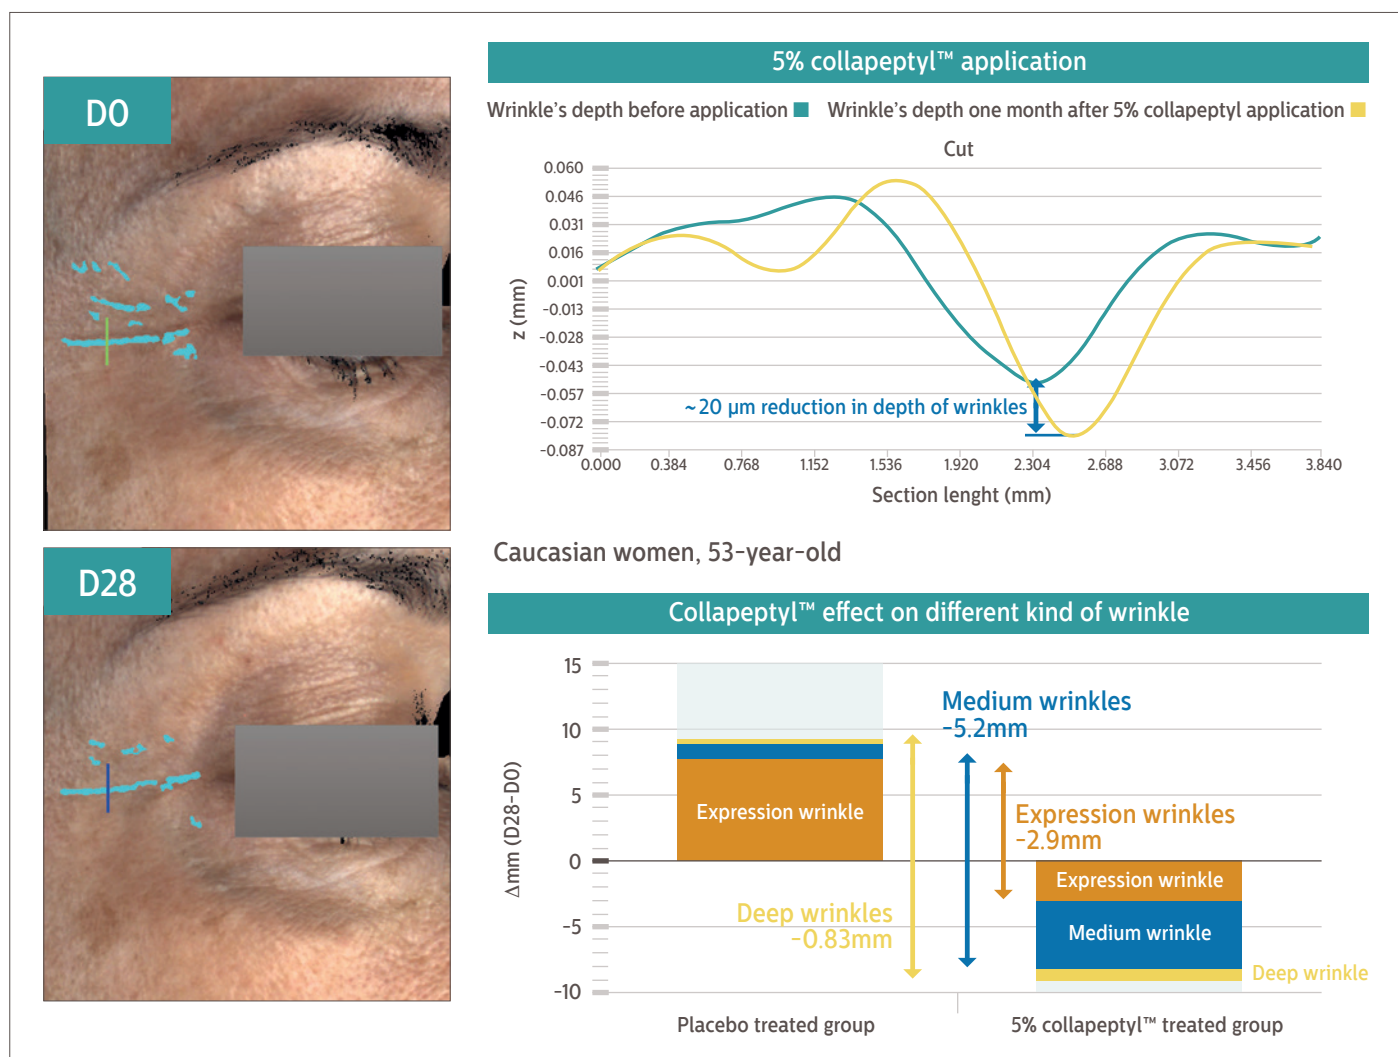 D0
5% collapeptyl™ application
Wrinkle's depth before application
Wrinkle's depth one month after 5% collapeptyl application
Cut
z (mm)
0.060
0.046
0.031
0.016
0.001
-0.013
-0.028
-0.043
-0.057
-0.072
-0.087
~20 µm reduction in depth of wrinkles
0.000 0.384 0.768 1.152 1.536 1.920 2.304 2.688 3.072 3.456 3.840
Section lenght (mm)
D28
Caucasian women, 53-year-old
Collapeptyl™ effect on different kind of wrinkle
Δmm (D28-D0)
15
10
5
0
-5
-10
Expression wrinkle
Medium wrinkles
-5.2mm
Expression wrinkles
-2.9mm
Deep wrinkles
-0.83mm
Expression wrinkle
Medium wrinkle
Deep wrinkle
Placebo treated group
5% collapeptyl™ treated group